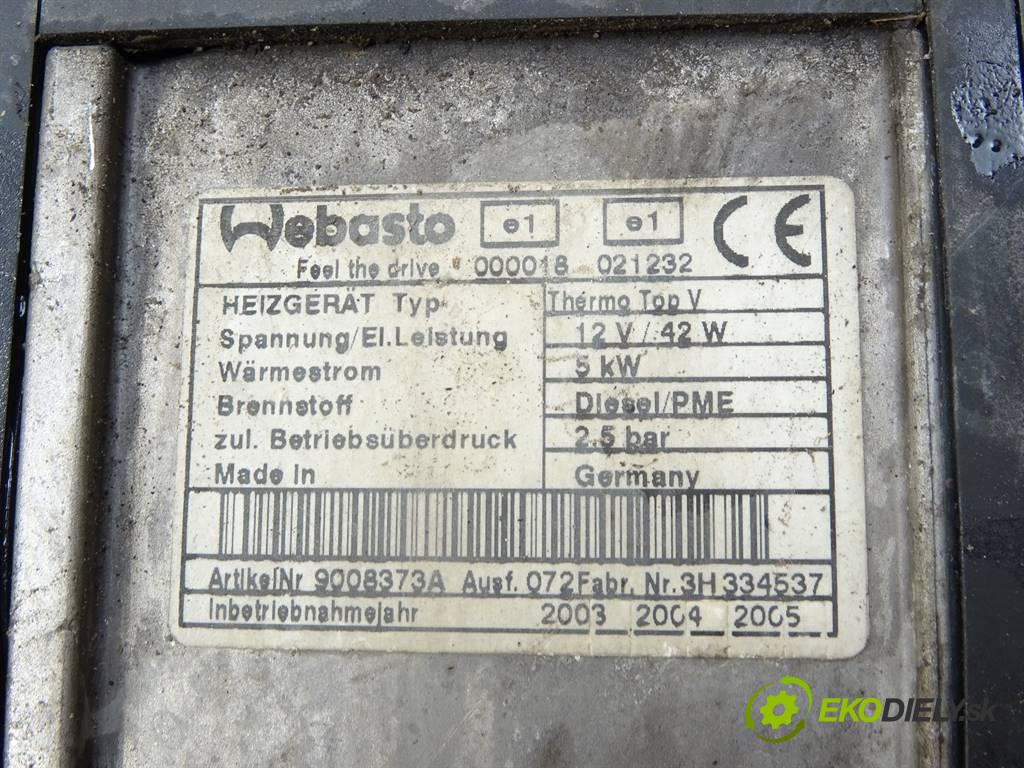 Webasto e1 e1 CE
Feel the drive 000018 021232
HEIZGERÄT Typ Thermo Top V
Spannung/El.Leistung 12 V / 42 W
Wärmestrom 5 kW
Brennstoff Diesel/PME
zul. Betriebsüberdruck 2.5 bar
Made In Germany
ArtikelNr 9008373A Ausf. 072 Fabr. Nr. 3H 334537
Inbetriebnahmejahr 2003 2004 2005
EKODIELY.sk